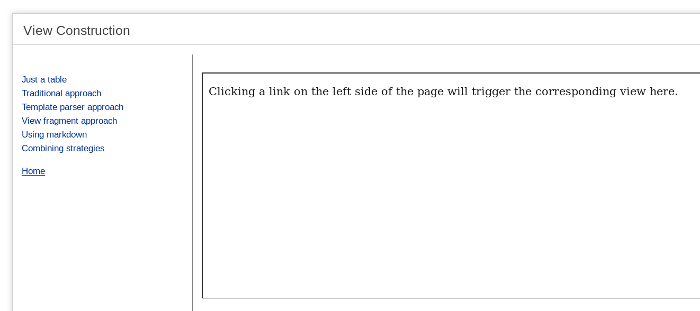 View Construction
Just a table
Traditional approach
Template parser approach
View fragment approach
Using markdown
Combining strategies
Home
Clicking a link on the left side of the page will trigger the corresponding view here.